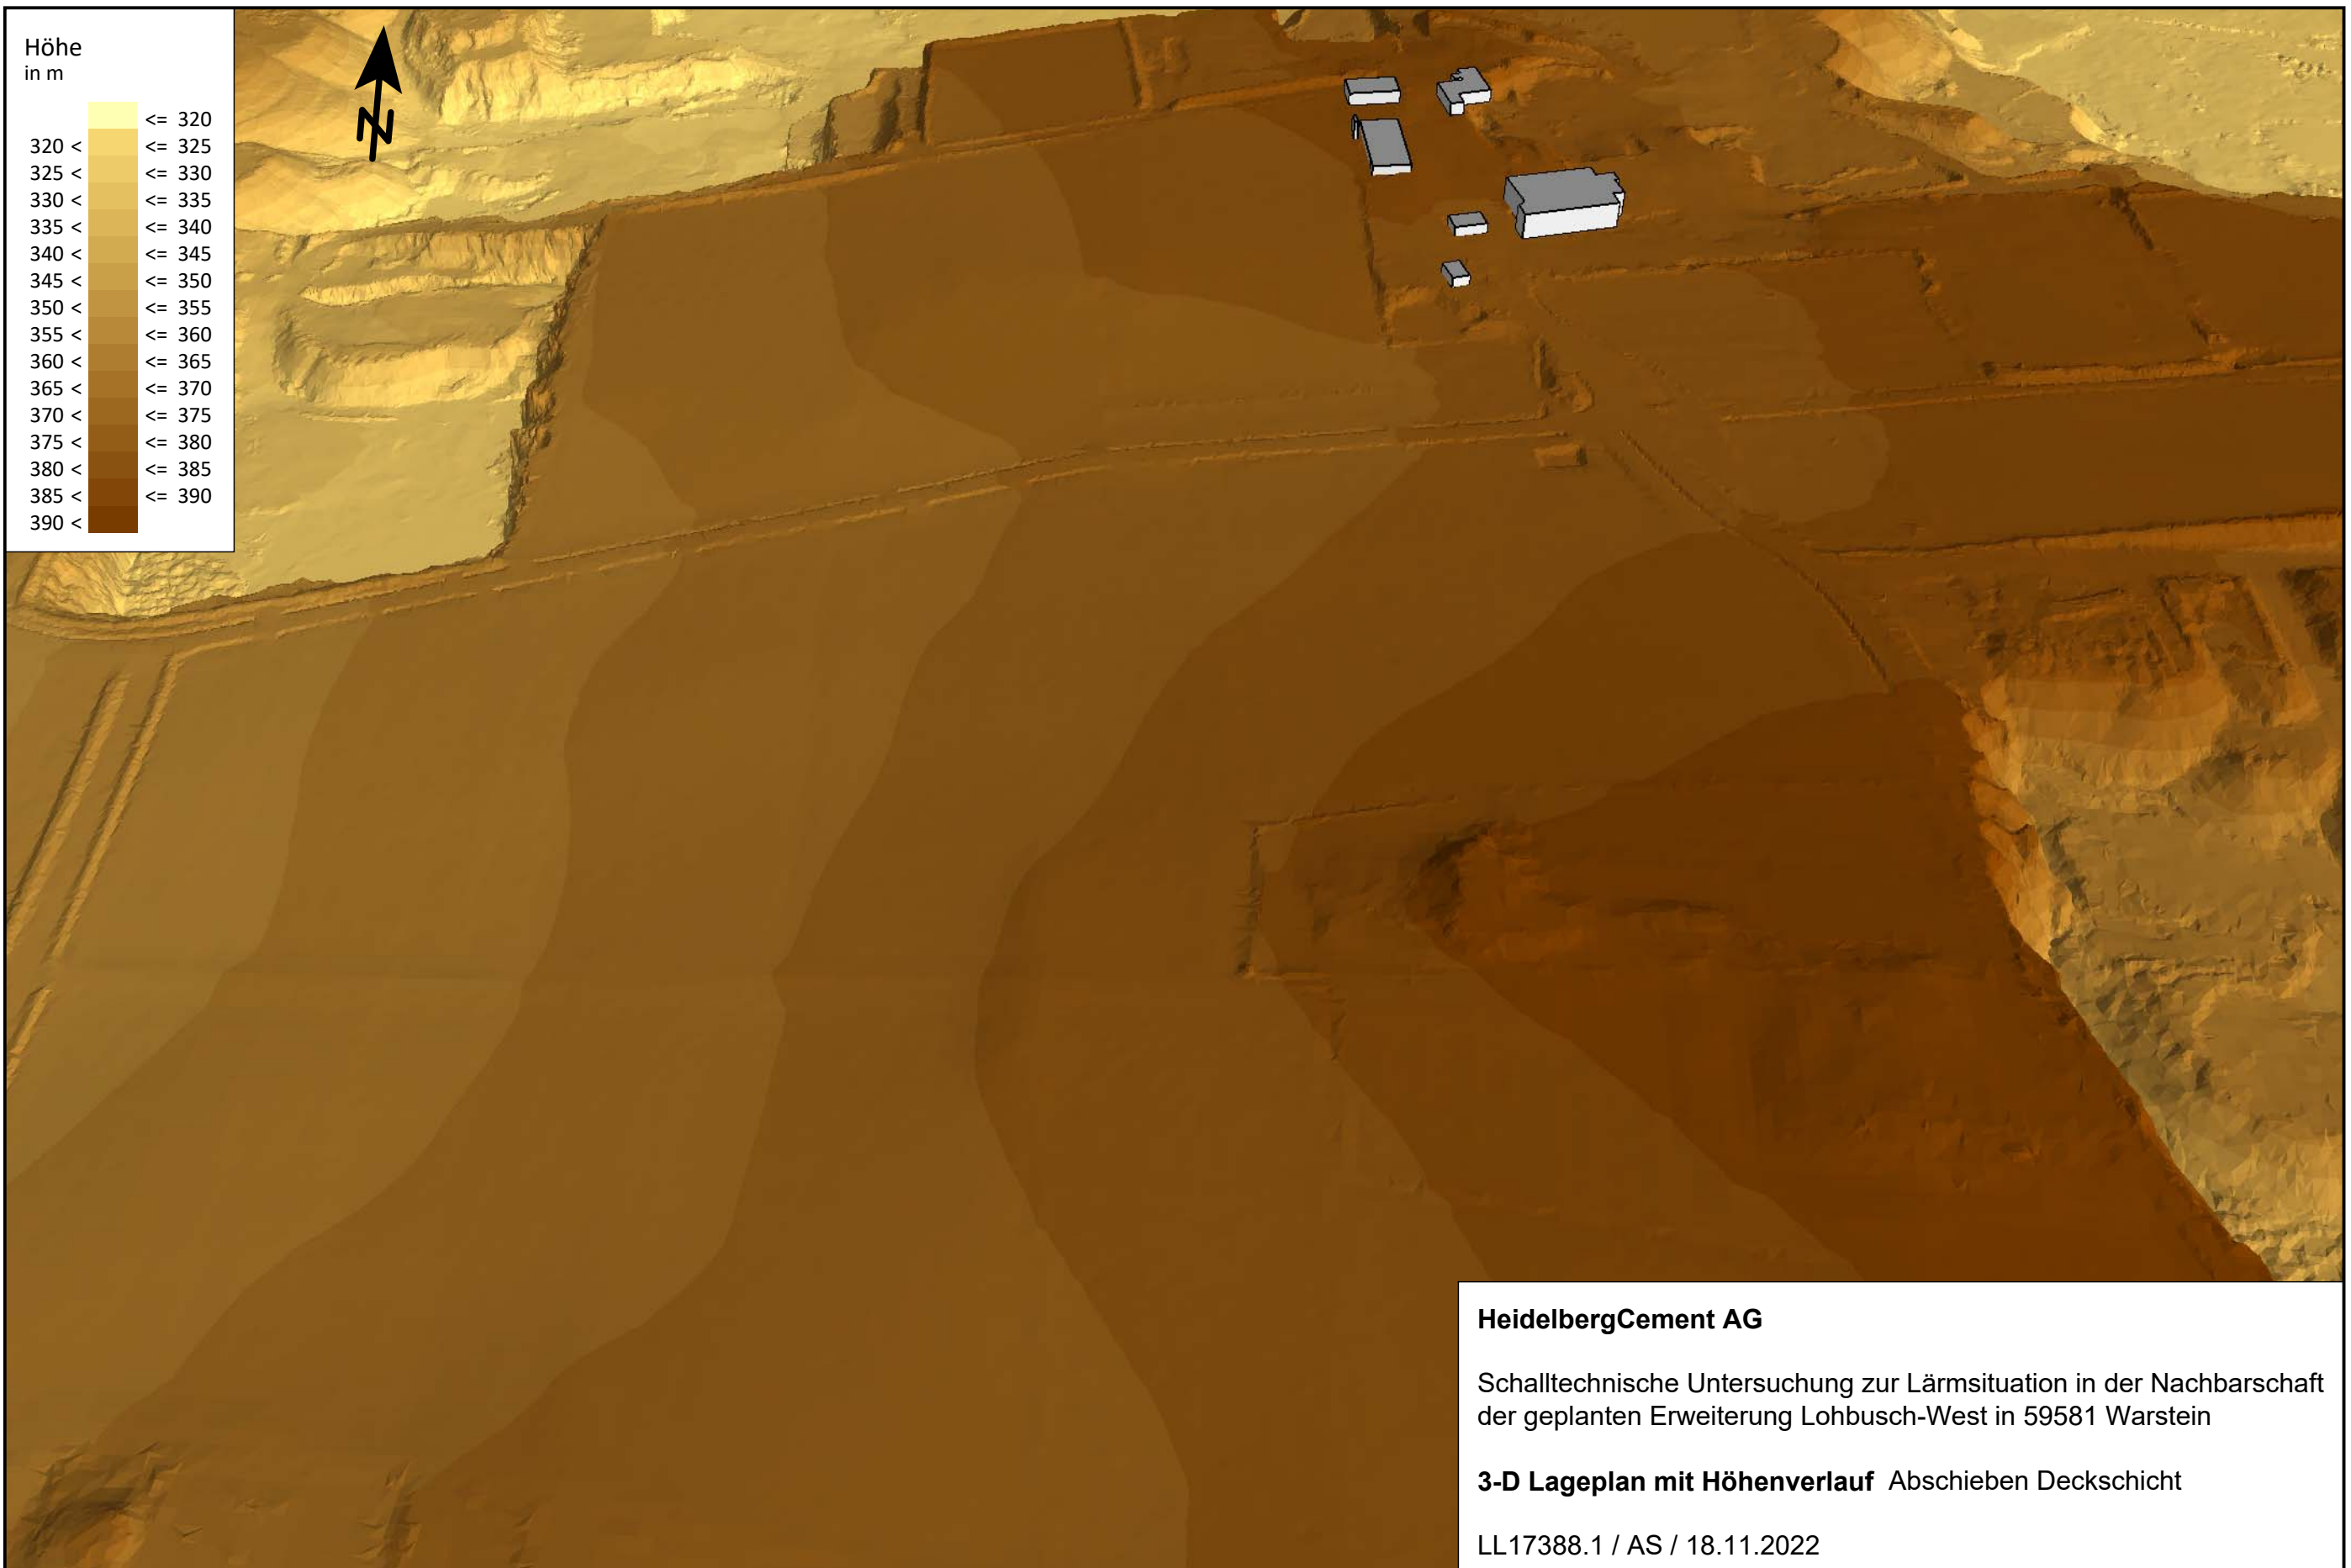 Höhe
in m
<= 320
320 < <= 325
325 < <= 330
330 < <= 335
335 < <= 340
340 < <= 345
345 < <= 350
350 < <= 355
355 < <= 360
360 < <= 365
365 < <= 370
370 < <= 375
375 < <= 380
380 < <= 385
385 < <= 390
390 <
N
HeidelbergCement AG
Schalltechnische Untersuchung zur Lärmsituation in der Nachbarschaft
der geplanten Erweiterung Lohbusch-West in 59581 Warstein
3-D Lageplan mit Höhenverlauf Abschieben Deckschicht
LL17388.1 / AS / 18.11.2022